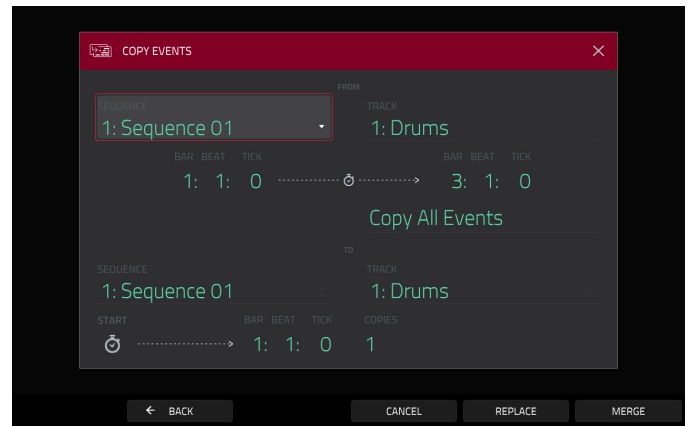 COPY EVENTS
FROM
SEQUENCE TRACK
1: Sequence 01 1: Drums
BAR BEAT TICK BAR BEAT TICK
1: 1: 0 3: 1: 0
Copy All Events
TO
SEQUENCE TRACK
1: Sequence 01 1: Drums
START BAR BEAT TICK COPIES
1: 1: 0 1
BACK CANCEL REPLACE MERGE